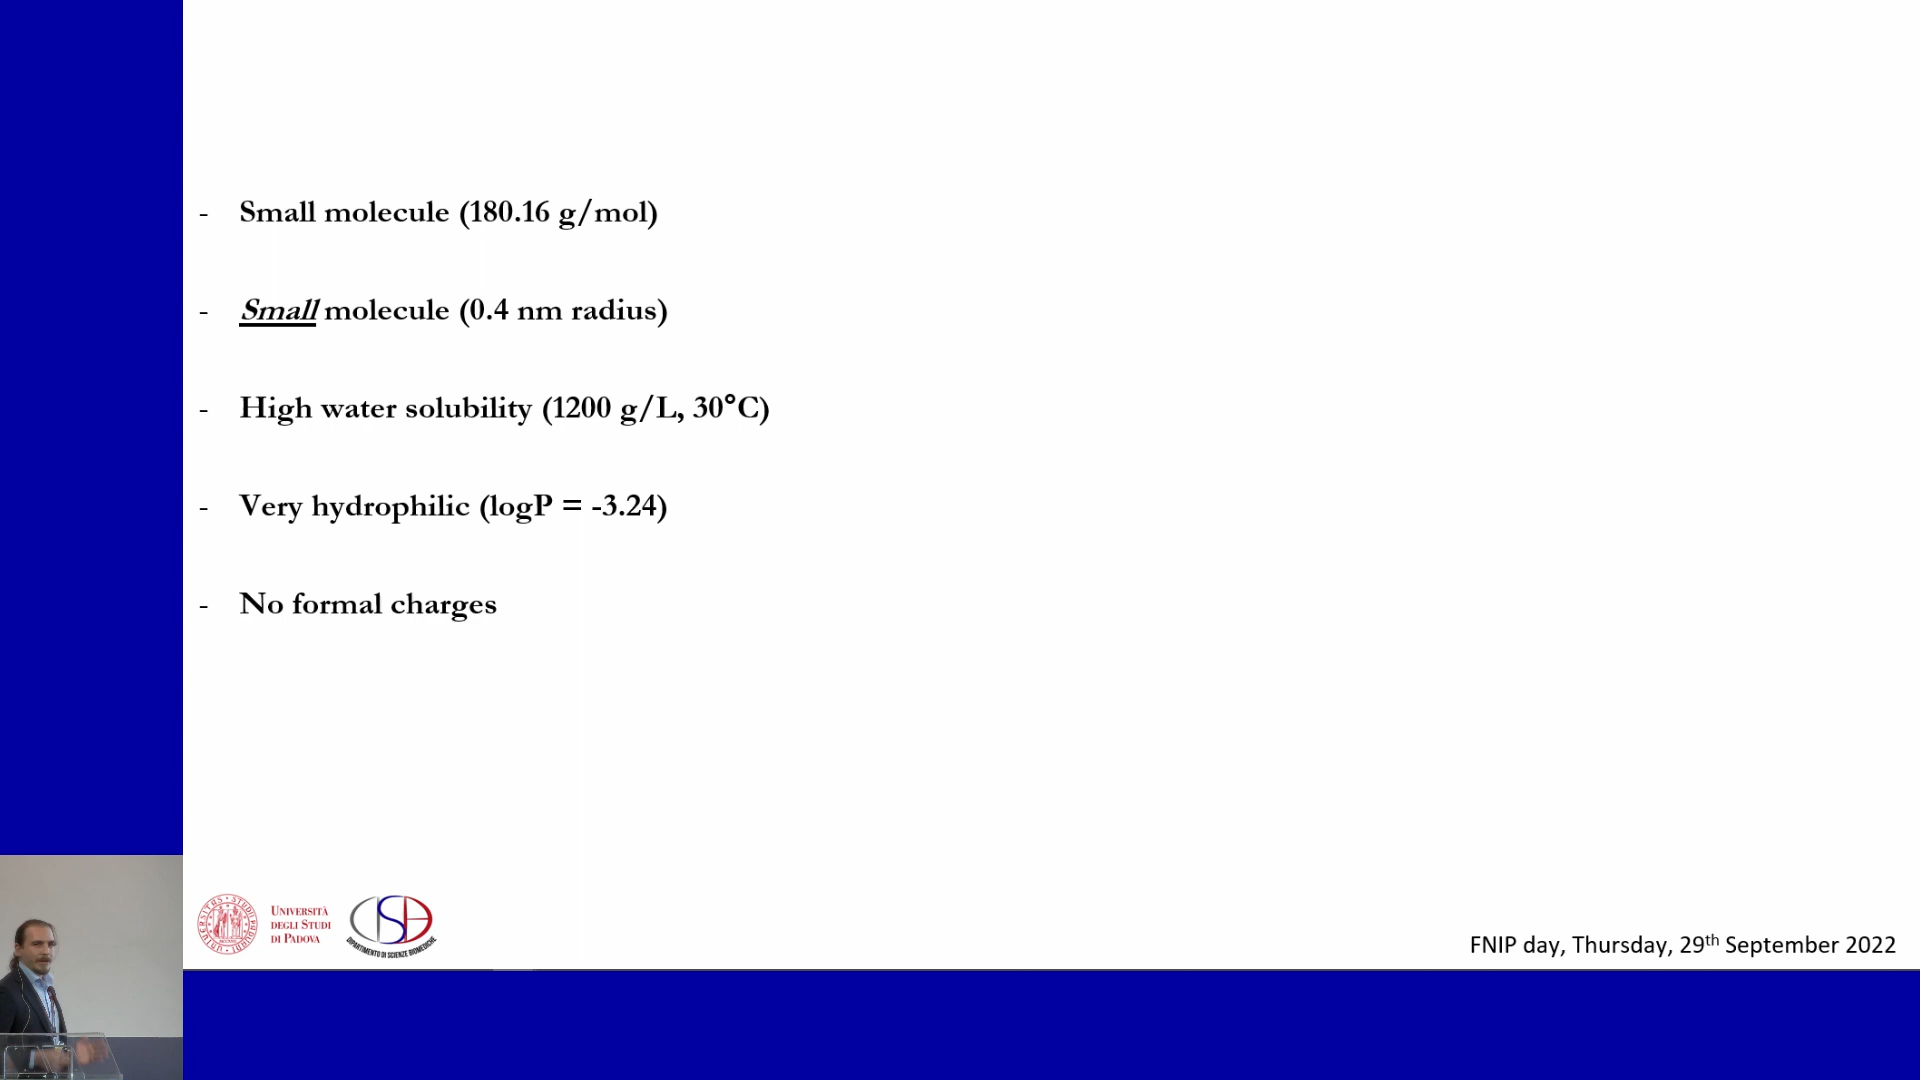 - Small molecule (180.16 g/mol)
- Small molecule (0.4 nm radius)
- High water solubility (1200 g/L, 30°C)
- Very hydrophilic (logP = -3.24)
- No formal charges
UNIVERSITÀ
DEGLI STUDI
DI PADOVA
DIPARTIMENTO DI SCIENZE BIOMEDICHE
FNIP day, Thursday, 29th September 2022